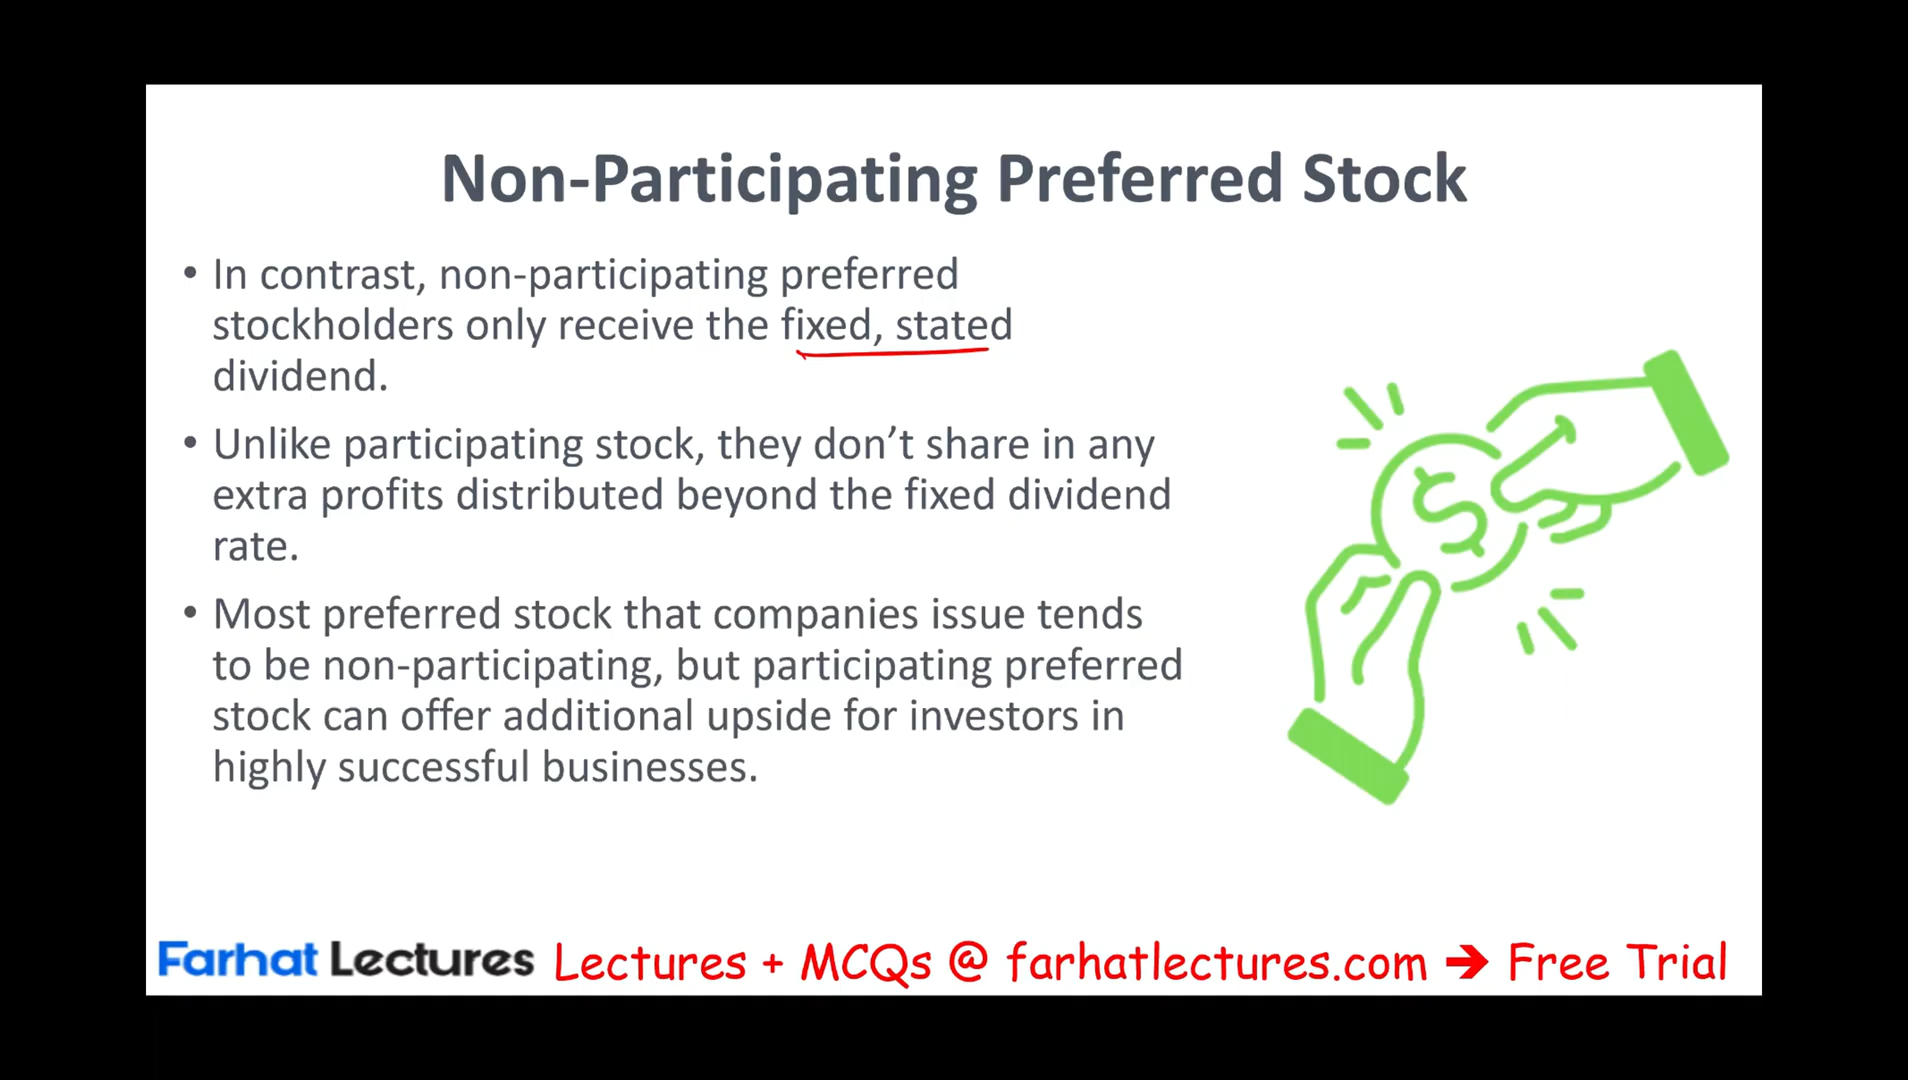 Non-Participating Preferred Stock
• In contrast, non-participating preferred
stockholders only receive the fixed, stated
dividend.
• Unlike participating stock, they don’t share in any
extra profits distributed beyond the fixed dividend
rate.
• Most preferred stock that companies issue tends
to be non-participating, but participating preferred
stock can offer additional upside for investors in
highly successful businesses.
$
Farhat Lectures Lectures + MCQs @ farhatlectures.com → Free Trial